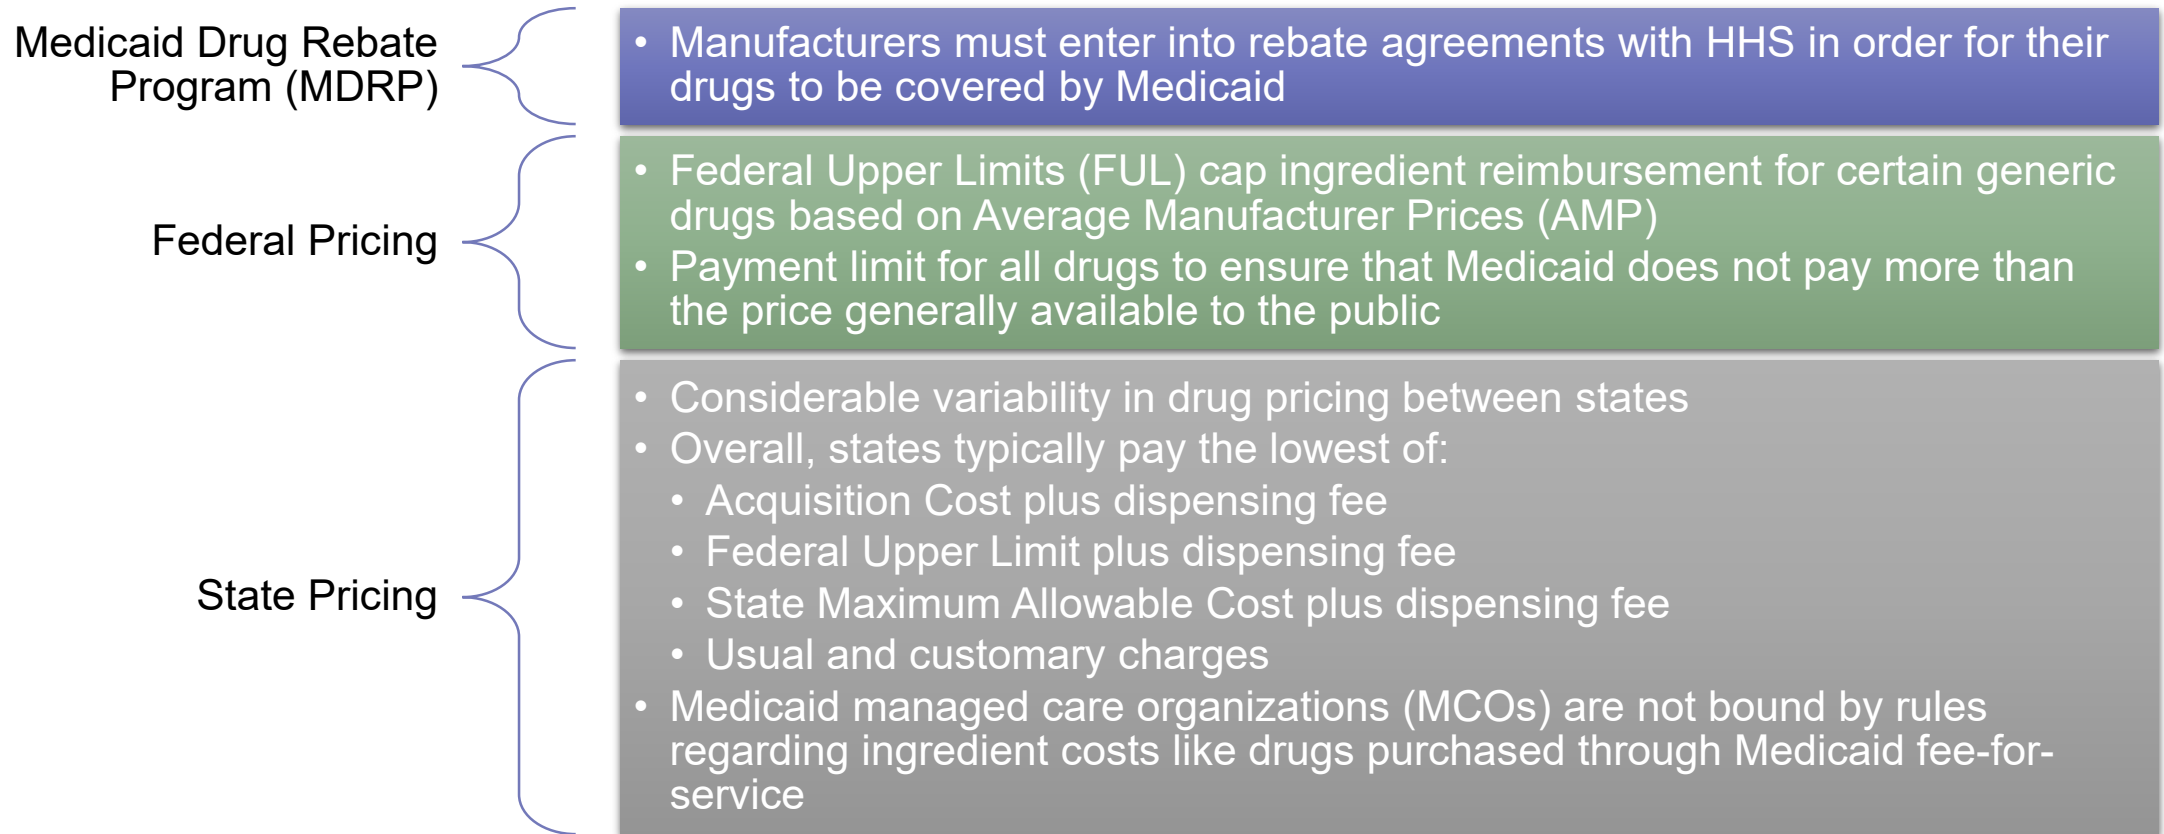 Medicaid Drug Rebate
Program (MDRP)
• Manufacturers must enter into rebate agreements with HHS in order for their
drugs to be covered by Medicaid
Federal Pricing
• Federal Upper Limits (FUL) cap ingredient reimbursement for certain generic
drugs based on Average Manufacturer Prices (AMP)
• Payment limit for all drugs to ensure that Medicaid does not pay more than
the price generally available to the public
State Pricing
• Considerable variability in drug pricing between states
• Overall, states typically pay the lowest of:
• Acquisition Cost plus dispensing fee
• Federal Upper Limit plus dispensing fee
• State Maximum Allowable Cost plus dispensing fee
• Usual and customary charges
• Medicaid managed care organizations (MCOs) are not bound by rules
regarding ingredient costs like drugs purchased through Medicaid fee-for-
service